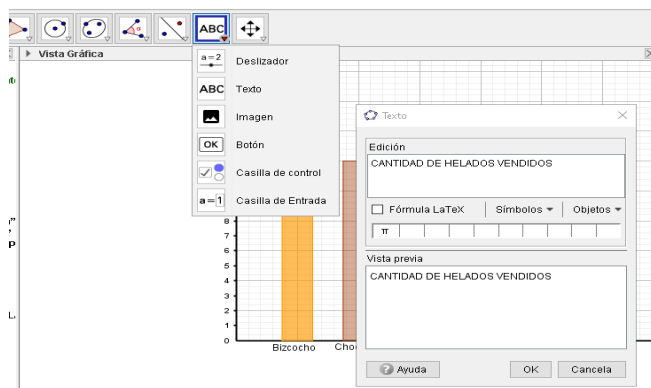 ABC
Vista Gráfica
a=2 Deslizador
ABC Texto
Imagen
OK Botón
Casilla de control
a=1 Casilla de Entrada
Texto
Edición
CANTIDAD DE HELADOS VENDIDOS
Fórmula LaTeX Símbolos Objetos
π
Vista previa
CANTIDAD DE HELADOS VENDIDOS
Ayuda OK Cancela
8
7
6
5
4
3
2
1
0
Bizcocho
P
L.